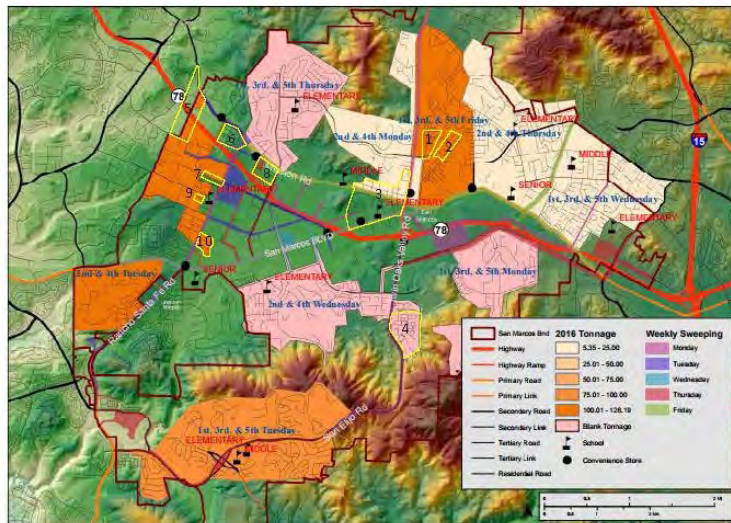 1st, 3rd, & 5th Thursday
ELEMENTARY
78
5
6
1st, 3rd, & 5th Friday
2nd & 4th Monday
ELEMENTARY
2nd & 4th Thursday
15
1
2
MIDDLE
MIDDLE
8
7
ELEMENTARY
9
SENIOR
3
ELEMENTARY
1st, 3rd, & 5th Wednesday
ELEMENTARY
San Marcos BLVD
78
10
2nd & 4th Tuesday
SENIOR
1st, 3rd, & 5th Monday
ELEMENTARY
2nd & 4th Wednesday
Rancho Santa Fe Rd
Twin Oaks Valley Rd
4
San Elijo Rd
1st, 3rd, & 5th Tuesday
ELEMENTARY
MIDDLE
San Marcos Bnd
Highway
Highway Ramp
Primary Road
Primary Link
Secondary Road
Secondary Link
Tertiary Road
Tertiary Link
Residential Road
2016 Tonnage
5.35 - 25.00
25.01 - 50.00
50.01 - 75.00
75.01 - 100.00
100.01 - 128.19
Blank Tonnage
School
Convenience Store
Weekly Sweeping
Monday
Tuesday
Wednesday
Thursday
Friday